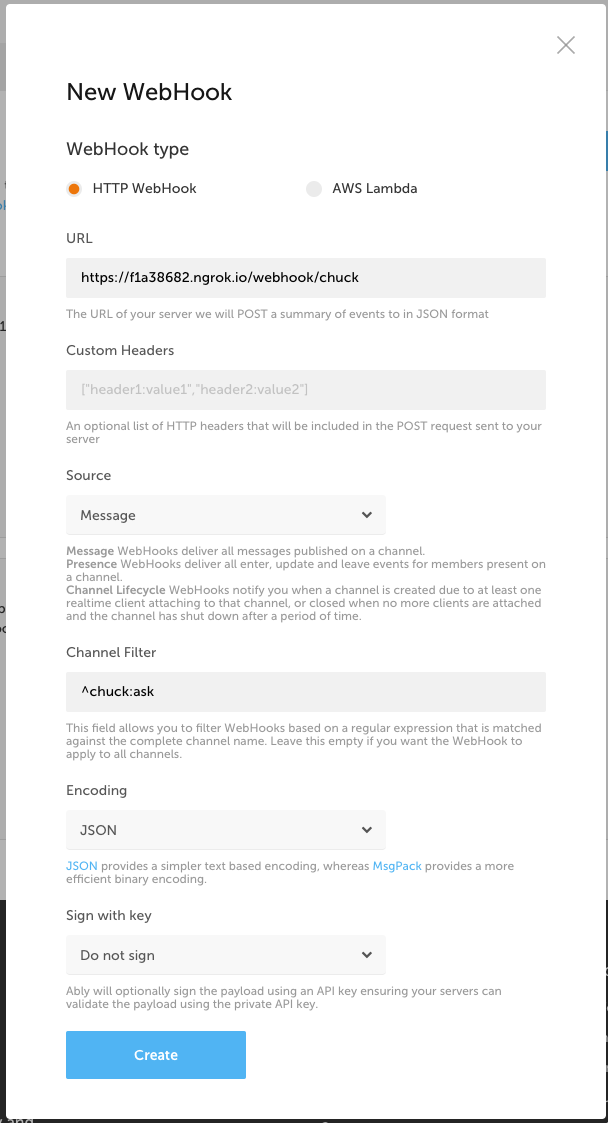 New WebHook
WebHook type
HTTP WebHook AWS Lambda
URL
https://f1a38682.ngrok.io/webhook/chuck
The URL of your server we will POST a summary of events to in JSON format
Custom Headers
["header1:value1","header2:value2"]
An optional list of HTTP headers that will be included in the POST request sent to your
server
Source
Message
Message WebHooks deliver all messages published on a channel.
Presence WebHooks deliver all enter, update and leave events for members present on
a channel.
Channel Lifecycle WebHooks notify you when a channel is created due to at least one
realtime client attaching to that channel, or closed when no more clients are attached
and the channel has shut down after a period of time.
Channel Filter
^chuck:ask
This field allows you to filter WebHooks based on a regular expression that is matched
against the complete channel name. Leave this empty if you want the WebHook to
apply to all channels.
Encoding
JSON
JSON provides a simpler text based encoding, whereas MsgPack provides a more
efficient binary encoding.
Sign with key
Do not sign
Ably will optionally sign the payload using an API key ensuring your servers can
validate the payload using the private API key.
Create